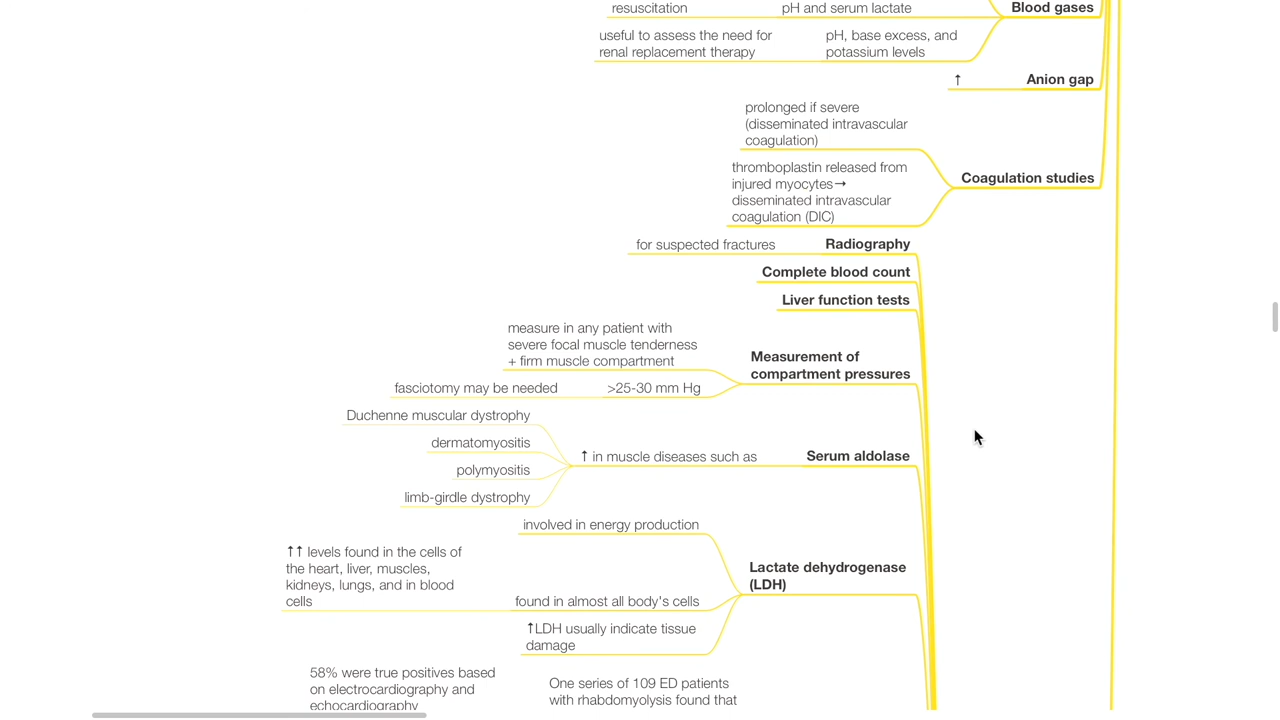 resuscitation pH and serum lactate Blood gases
useful to assess the need for pH, base excess, and
renal replacement therapy potassium levels
↑ Anion gap
prolonged if severe
(disseminated intravascular
coagulation)
thromboplastin released from
injured myocytes→
disseminated intravascular
coagulation (DIC)
Coagulation studies
for suspected fractures Radiography
Complete blood count
Liver function tests
measure in any patient with
severe focal muscle tenderness
+ firm muscle compartment
Measurement of
compartment pressures
fasciotomy may be needed >25-30 mm Hg
Duchenne muscular dystrophy
dermatomyositis
polymyositis
limb-girdle dystrophy
↑ in muscle diseases such as Serum aldolase
involved in energy production
↑↑ levels found in the cells of
the heart, liver, muscles,
kidneys, lungs, and in blood
cells
found in almost all body's cells
Lactate dehydrogenase
(LDH)
↑LDH usually indicate tissue
damage
58% were true positives based
on electrocardiography and
echocardiography
One series of 109 ED patients
with rhabdomyolysis found that